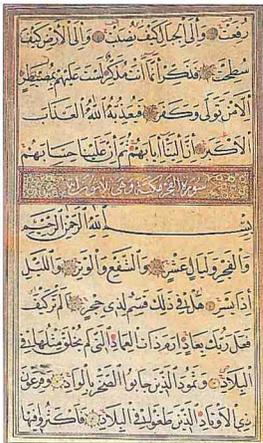 رُفِعَتْ وَإِلَى الْجِبَالِ كَيْفَ نُصِبَتْ وَإِلَى الْأَرْضِ كَيْفَ
سُطِحَتْ فَذَكِّرْ إِنَّمَا أَنْتَ مُذَكِّرٌ لَسْتَ عَلَيْهِمْ بِمُصَيْطِرٍ
إِلَّا مَنْ تَوَلَّى وَكَفَرَ فَيُعَذِّبُهُ اللَّهُ الْعَذَابَ
الْأَكْبَرَ إِنَّ إِلَيْنَا إِيَابَهُمْ ثُمَّ إِنَّ عَلَيْنَا حِسَابَهُمْ
سورة الفجر مكية وهي
بِسْمِ اللَّهِ الرَّحْمَنِ الرَّحِيمِ
وَالْفَجْرِ وَلَيَالٍ عَشْرٍ وَالشَّفْعِ وَالْوَتْرِ وَاللَّيْلِ
إِذَا يَسْرِ هَلْ فِي ذَلِكَ قَسَمٌ لِذِي حِجْرٍ أَلَمْ تَرَ كَيْفَ
فَعَلَ رَبُّكَ بِعَادٍ إِرَمَ ذَاتِ الْعِمَادِ الَّتِي لَمْ يُخْلَقْ مِثْلُهَا فِي
الْبِلَادِ وَثَمُودَ الَّذِينَ جَابُوا الصَّخْرَ بِالْوَادِ وَفِرْعَوْنَ
ذِي الْأَوْتَادِ الَّذِينَ طَغَوْا فِي الْبِلَادِ فَأَكْثَرُوا فِيهَا